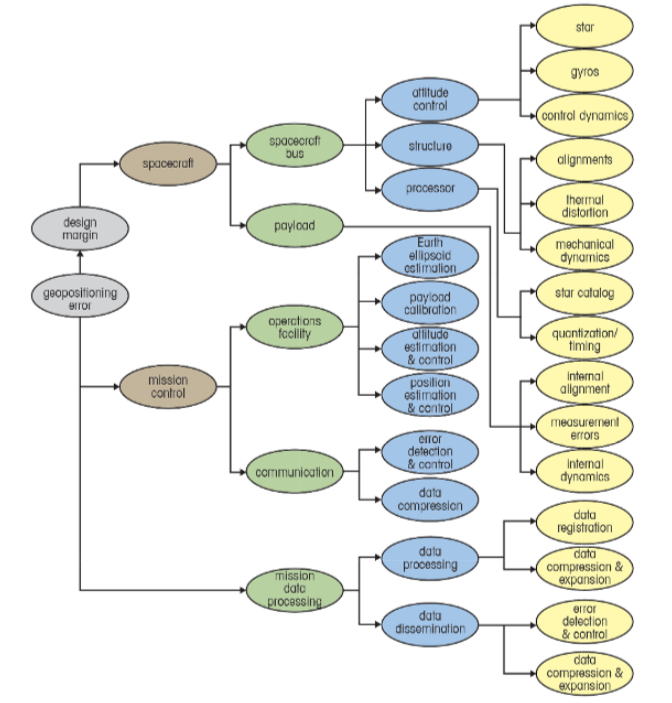 star
gyros
control dynamics
attitude
control
structure
processor
spacecraft
bus
spacecraft
payload
alignments
thermal
distortion
mechanical
dynamics
star catalog
quantization/
timing
design
margin
geopositioning
error
Earth
ellipsoid
estimation
payload
calibration
attitude
estimation
& control
position
estimation
& control
operations
facility
mission
control
internal
alignment
measurement
errors
internal
dynamics
communication
error
detection
& control
data
compression
mission
data
processing
data
processing
data
dissemination
data
registration
data
compression &
expansion
error
detection
& control
data
compression &
expansion